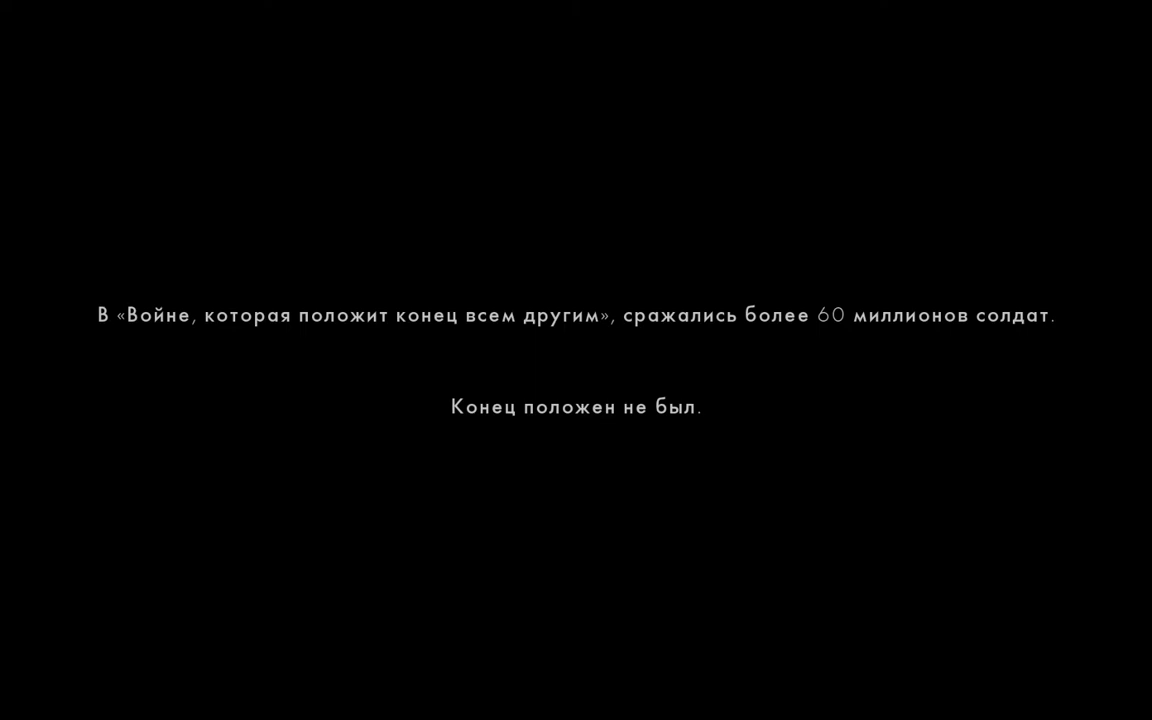 В «Войне, которая положит конец всем другим», сражались более 60 миллионов солдат.
Конец положен не был.